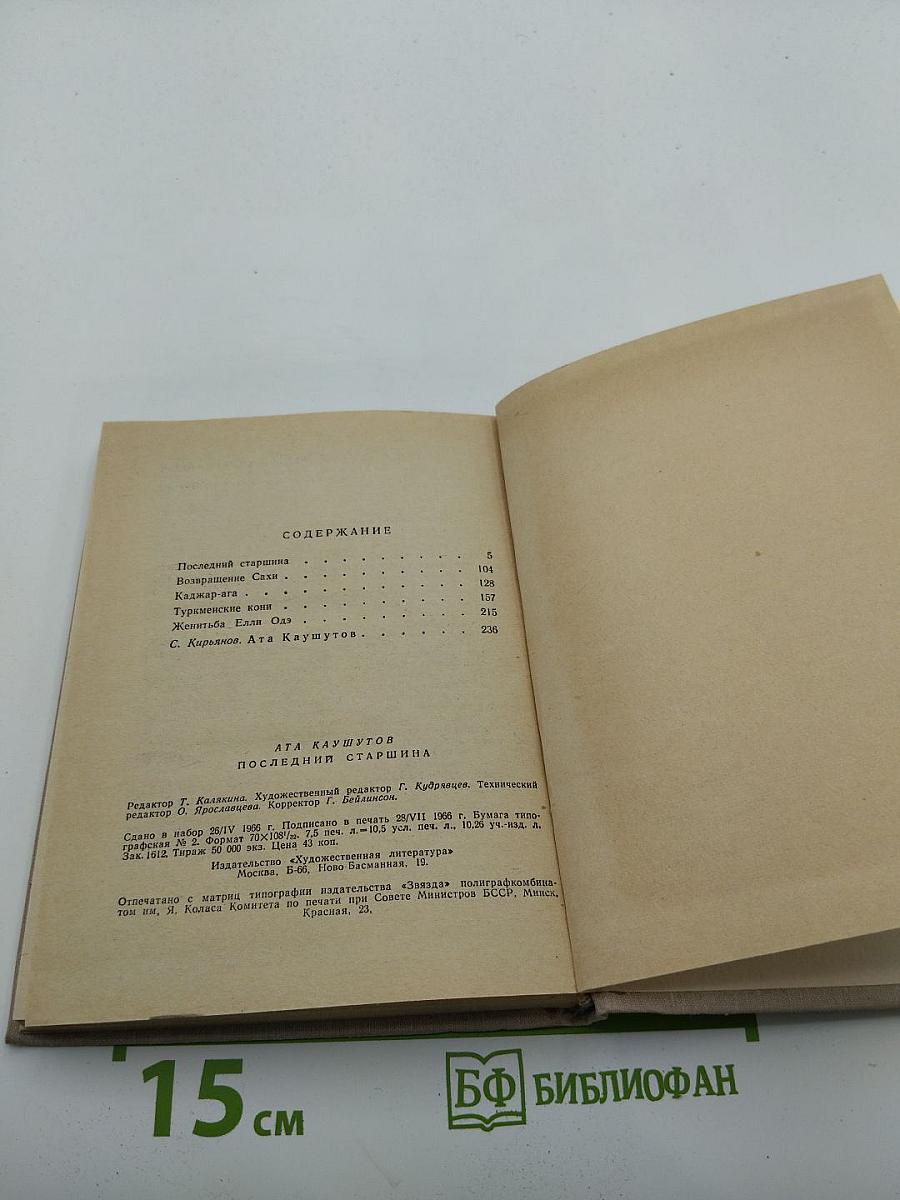 СОДЕРЖАНИЕ
Последний старшина . . . . . . . . . 5
Возвращение Сахи . . . . . . . . . . 104
Каджар-ага . . . . . . . . . . . 128
Туркменские кони . . . . . . . . . . 157
Женитьба Елли Одэ . . . . . . . . . 215
С. Кирьянов. Ата Каушутов . . . . . . 236
АТА КАУШУТОВ
ПОСЛЕДНИЙ СТАРШИНА
Редактор Т. Калякина. Художественный редактор Г. Кудрявцев. Технический
редактор О. Ярославцева. Корректор Г. Бейлинсон.
Сдано в набор 26/IV 1966 г. Подписано в печать 28/VII 1966 г. Бумага типо-
графская № 2. Формат 70×108¹/₃₂. 7,5 печ. л.=10,5 усл. печ. л., 10,26 уч.-изд. л.
Зак. 1612. Тираж 50 000 экз. Цена 43 коп.
Издательство «Художественная литература»
Москва, Б-66, Ново-Басманная, 19.
Отпечатано с матриц типографии издательства «Звязда» полиграфкомбина-
том им. Я. Коласа Комитета по печати при Совете Министров БССР, Минск,
Красная, 23,
15 см
БФ БИБЛИОФАН